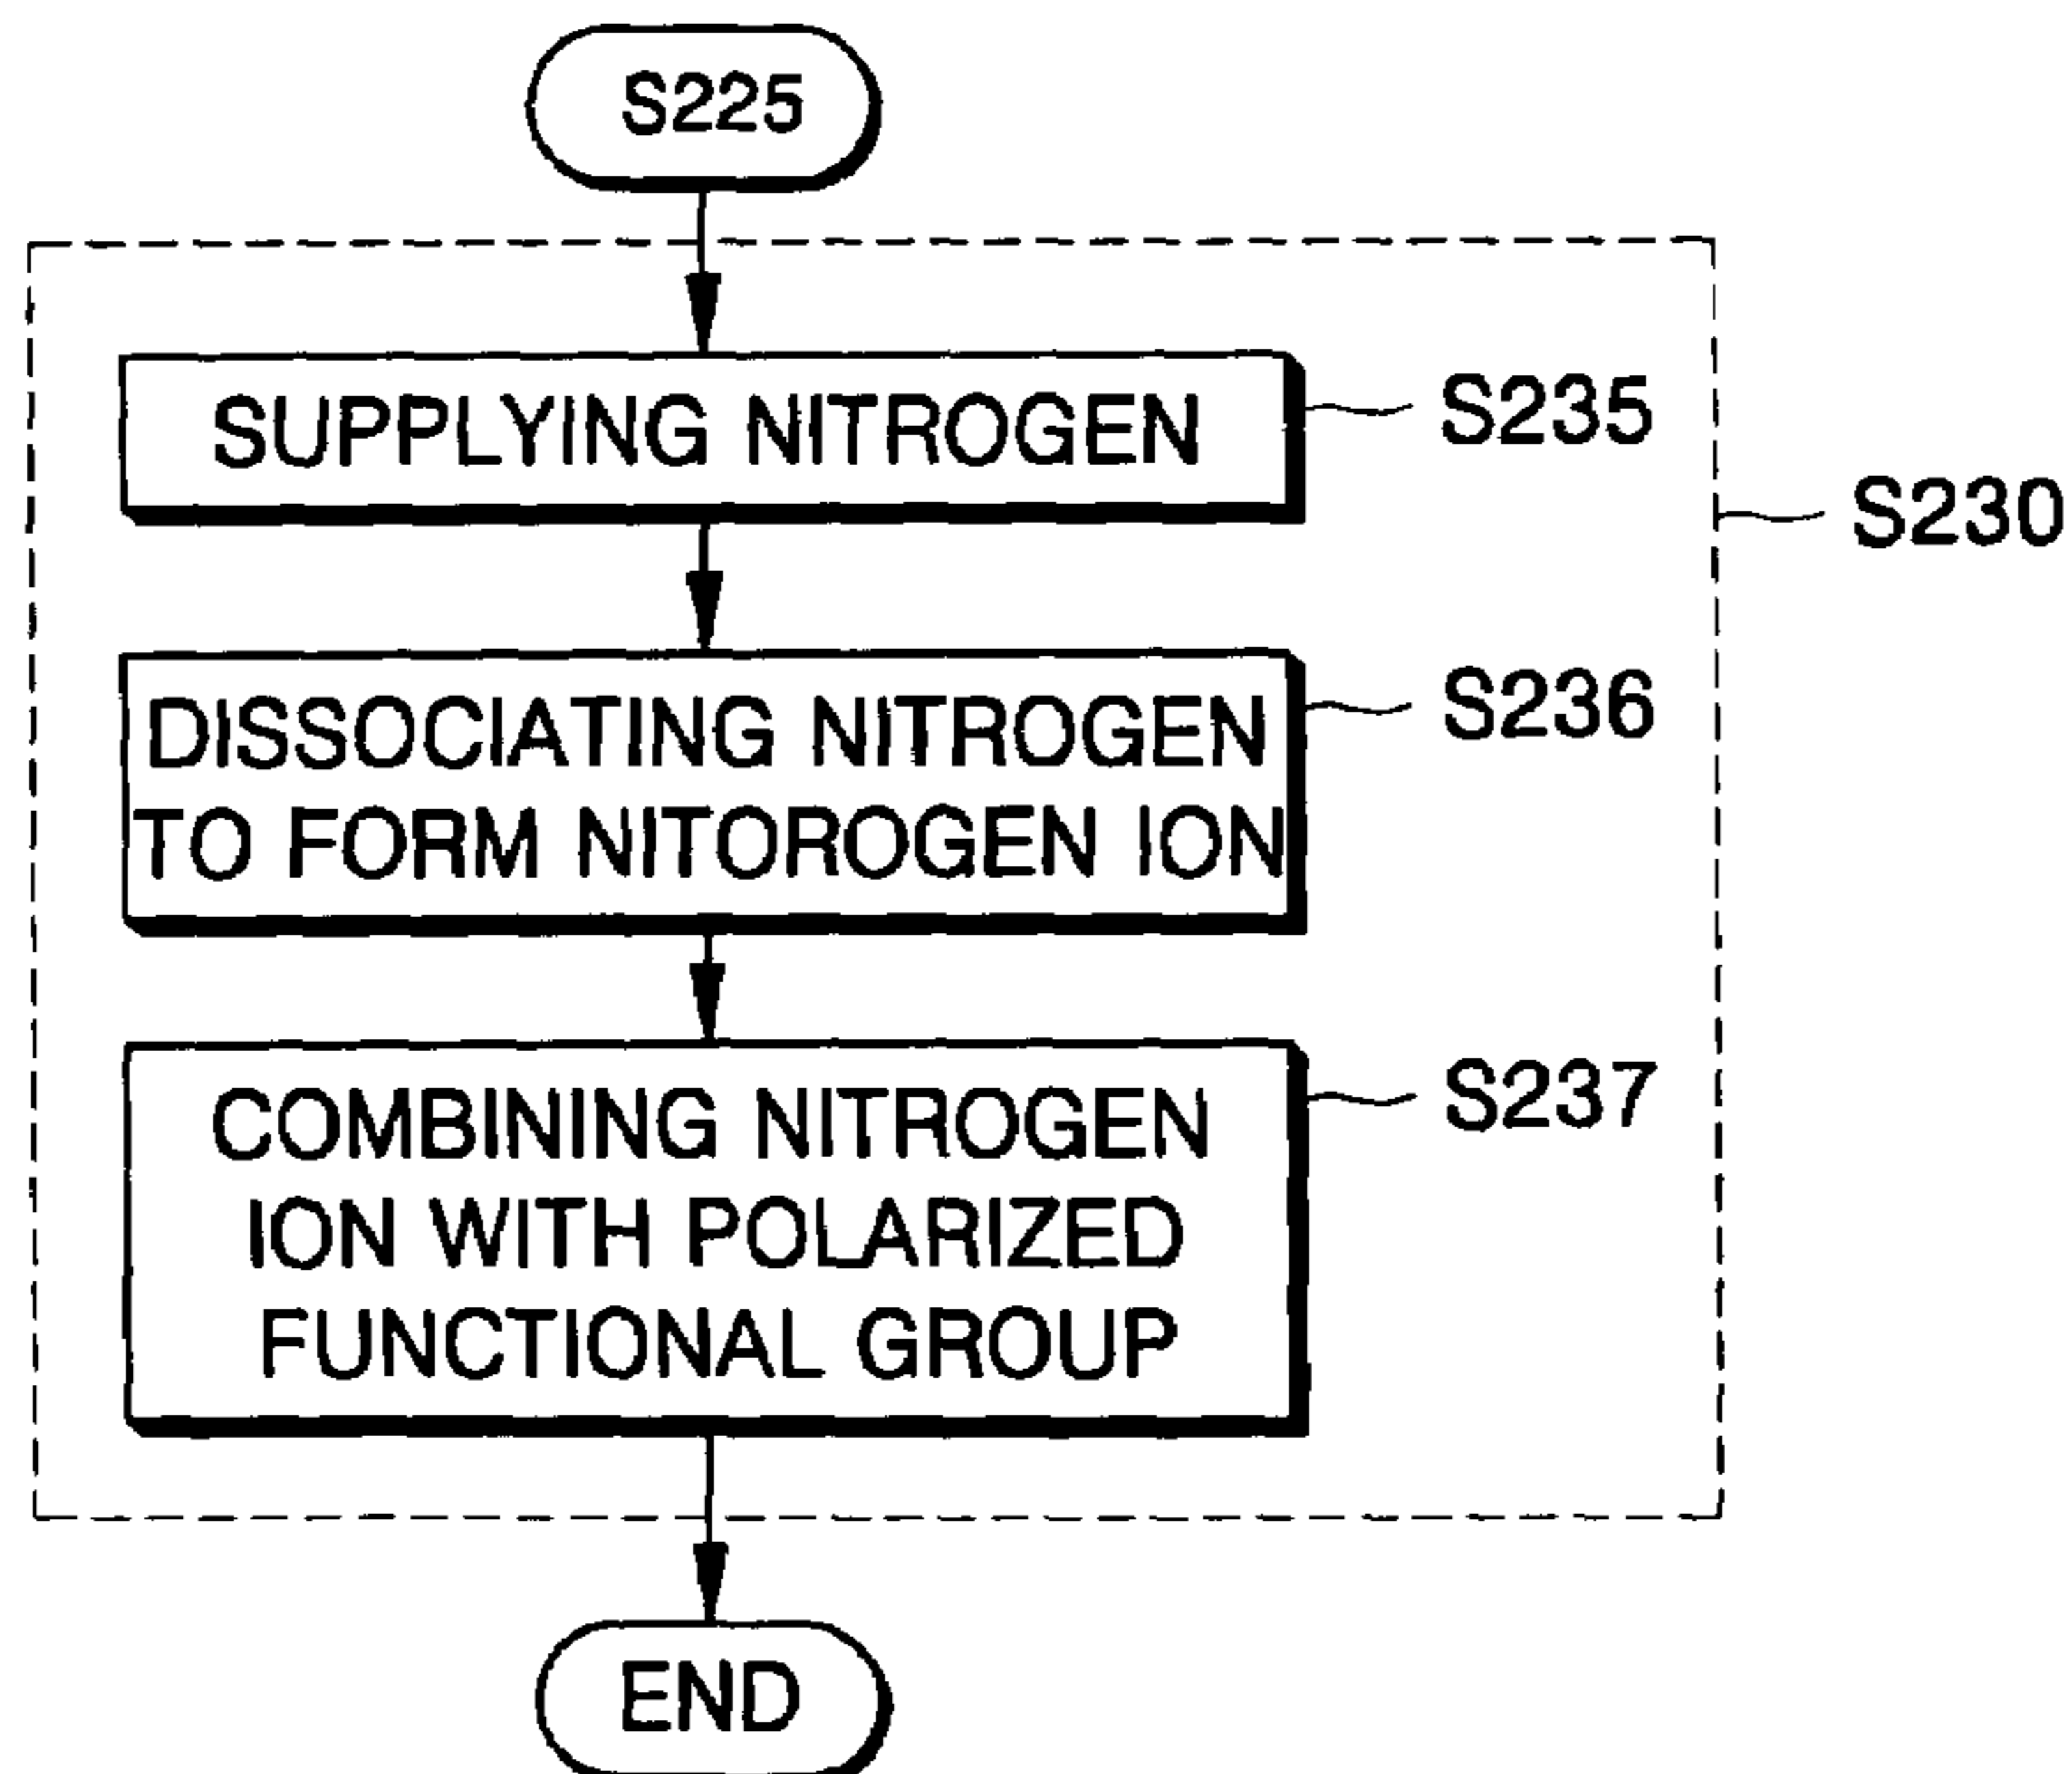 S225
SUPPLYING NITROGEN
S235
S230
DISSOCIATING NITROGEN
TO FORM NITOROGEN ION
S236
COMBINING NITROGEN
ION WITH POLARIZED
FUNCTIONAL GROUP
S237
END